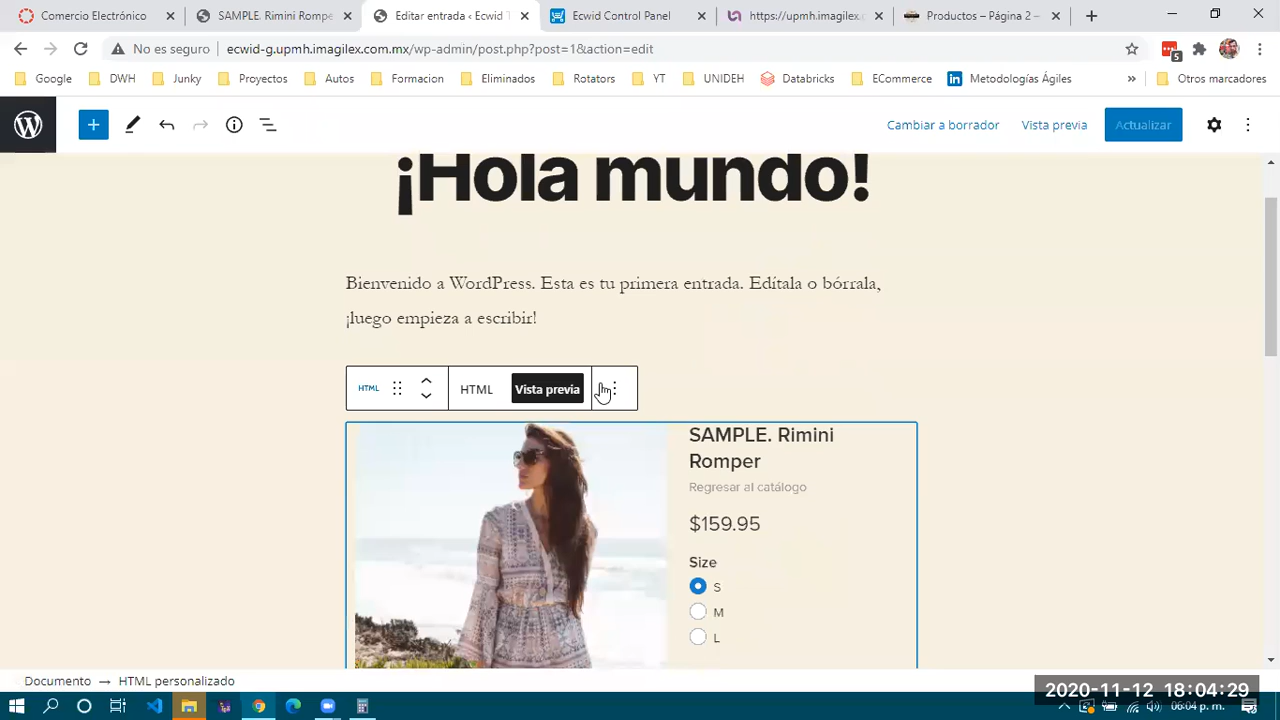 Comercio Electrónico
SAMPLE. Rimini Rompe
Editar entrada ‹ Ecwid T
Ecwid Control Panel
https://upmh.imagilex.co
Productos – Página 2 –
No es seguro
ecwid-g.upmh.imagilex.com.mx/wp-admin/post.php?post=1&action=edit
5
Google
DWH
Junky
Proyectos
Autos
Formacion
Eliminados
Rotators
YT
UNIDEH
Databricks
ECommerce
Metodologías Ágiles
»
Otros marcadores
Cambiar a borrador
Vista previa
Actualizar
¡Hola mundo!
Bienvenido a WordPress. Esta es tu primera entrada. Edítala o bórrala,
¡luego empieza a escribir!
HTML
HTML
Vista previa
SAMPLE. Rimini
Romper
Regresar al catálogo
$159.95
Size
S
M
L
Documento → HTML personalizado
2020-11-12 18:04:29
06:04 p. m.